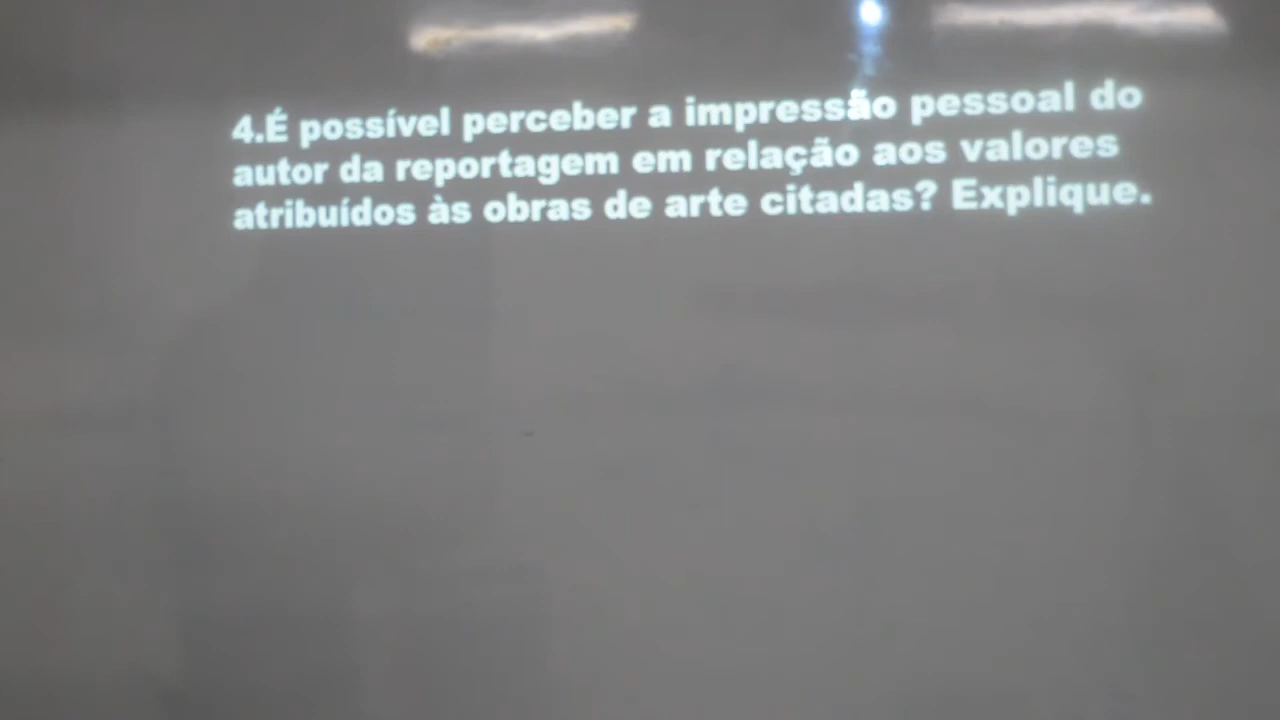 4.É possível perceber a impressão pessoal do
autor da reportagem em relação aos valores
atribuídos às obras de arte citadas? Explique.